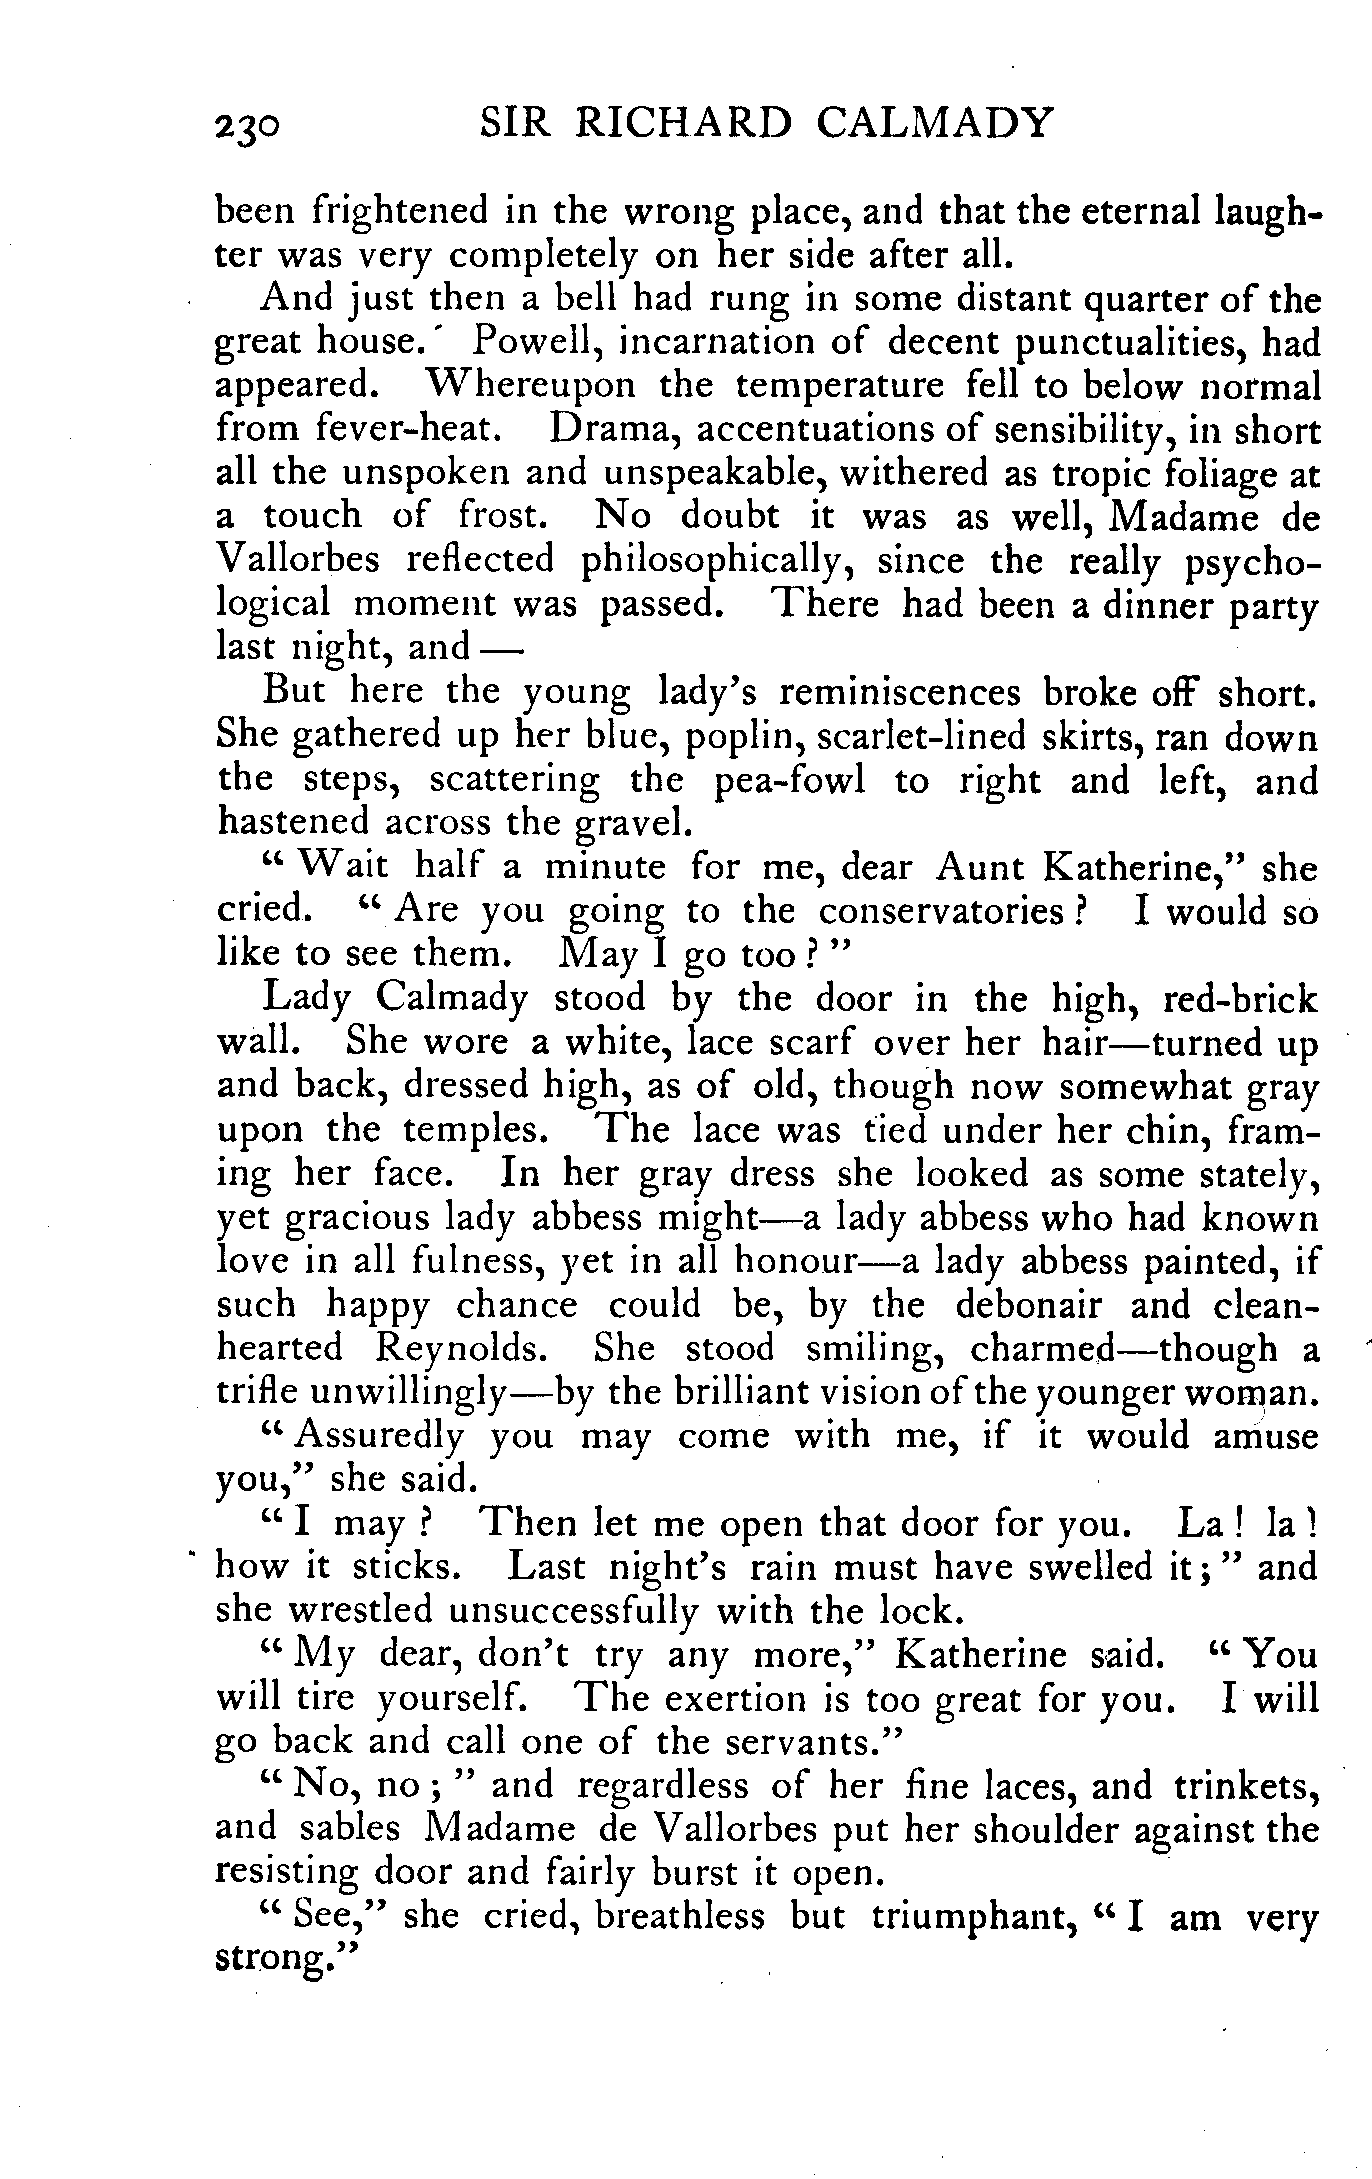 230 SIR RICHARD CALMADY
been frightened in the wrong place, and that the eternal laugh-
ter was very completely on her side after all.
And just then a bell had rung in some distant quarter of the
great house. Powell, incarnation of decent punctualities, had
appeared. Whereupon the temperature fell to below normal
from fever-heat. Drama, accentuations of sensibility, in short
all the unspoken and unspeakable, withered as tropic foliage at
a touch of frost. No doubt it was as well, Madame de
Vallorbes reflected philosophically, since the really psycho-
logical moment was passed. There had been a dinner party
last night, and —
But here the young lady's reminiscences broke off short.
She gathered up her blue, poplin, scarlet-lined skirts, ran down
the steps, scattering the pea-fowl to right and left, and
hastened across the gravel.
“ Wait half a minute for me, dear Aunt Katherine,” she
cried. “ Are you going to the conservatories ? I would so
like to see them. May I go too ? ”
Lady Calmady stood by the door in the high, red-brick
wall. She wore a white, lace scarf over her hair—turned up
and back, dressed high, as of old, though now somewhat gray
upon the temples. The lace was tied under her chin, fram-
ing her face. In her gray dress she looked as some stately,
yet gracious lady abbess might—a lady abbess who had known
love in all fulness, yet in all honour—a lady abbess painted, if
such happy chance could be, by the debonair and clean-
hearted Reynolds. She stood smiling, charmed—though a
trifle unwillingly—by the brilliant vision of the younger woman.
“ Assuredly you may come with me, if it would amuse
you,” she said.
“ I may ? Then let me open that door for you. La ! la !
how it sticks. Last night's rain must have swelled it ; ” and
she wrestled unsuccessfully with the lock.
“ My dear, don't try any more,” Katherine said. “ You
will tire yourself. The exertion is too great for you. I will
go back and call one of the servants.”
“ No, no ; ” and regardless of her fine laces, and trinkets,
and sables Madame de Vallorbes put her shoulder against the
resisting door and fairly burst it open.
“ See,” she cried, breathless but triumphant, “ I am very
strong.”